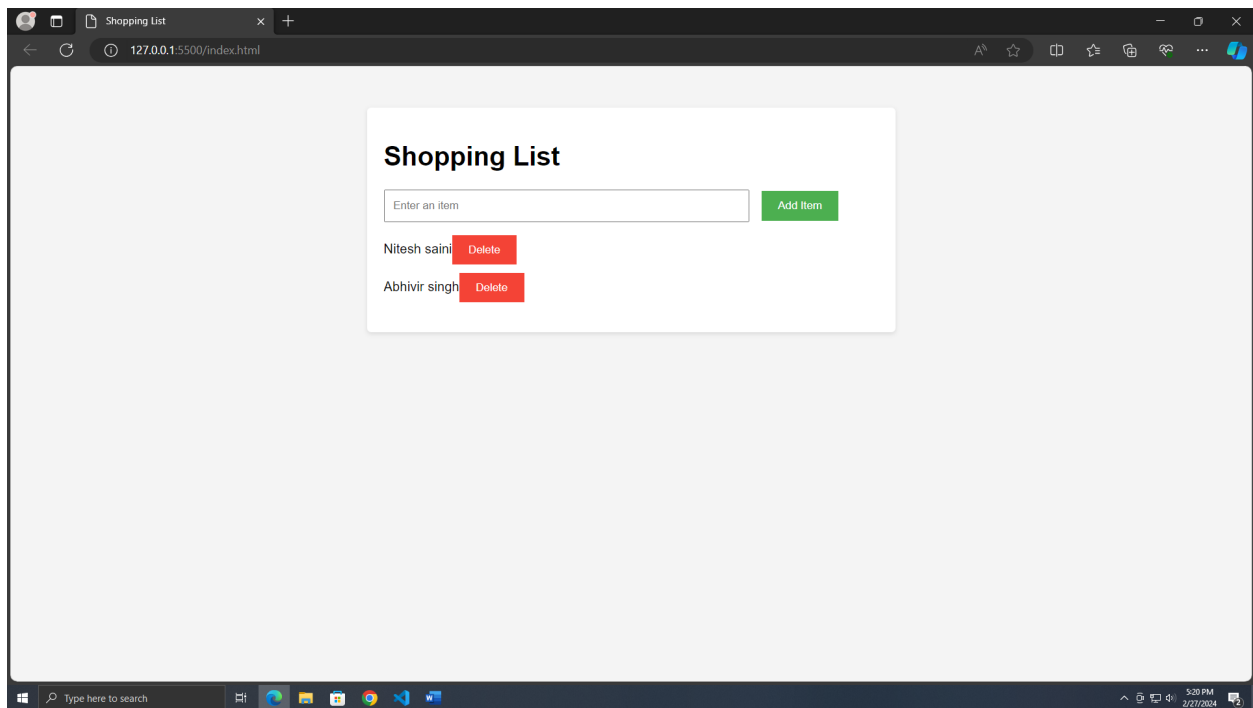 Shopping List
127.0.0.1:5500/index.html
Shopping List
Enter an item
Add Item
Nitesh saini Delete
Abhivir singh Delete
Type here to search
5:20 PM
2/27/2024
2